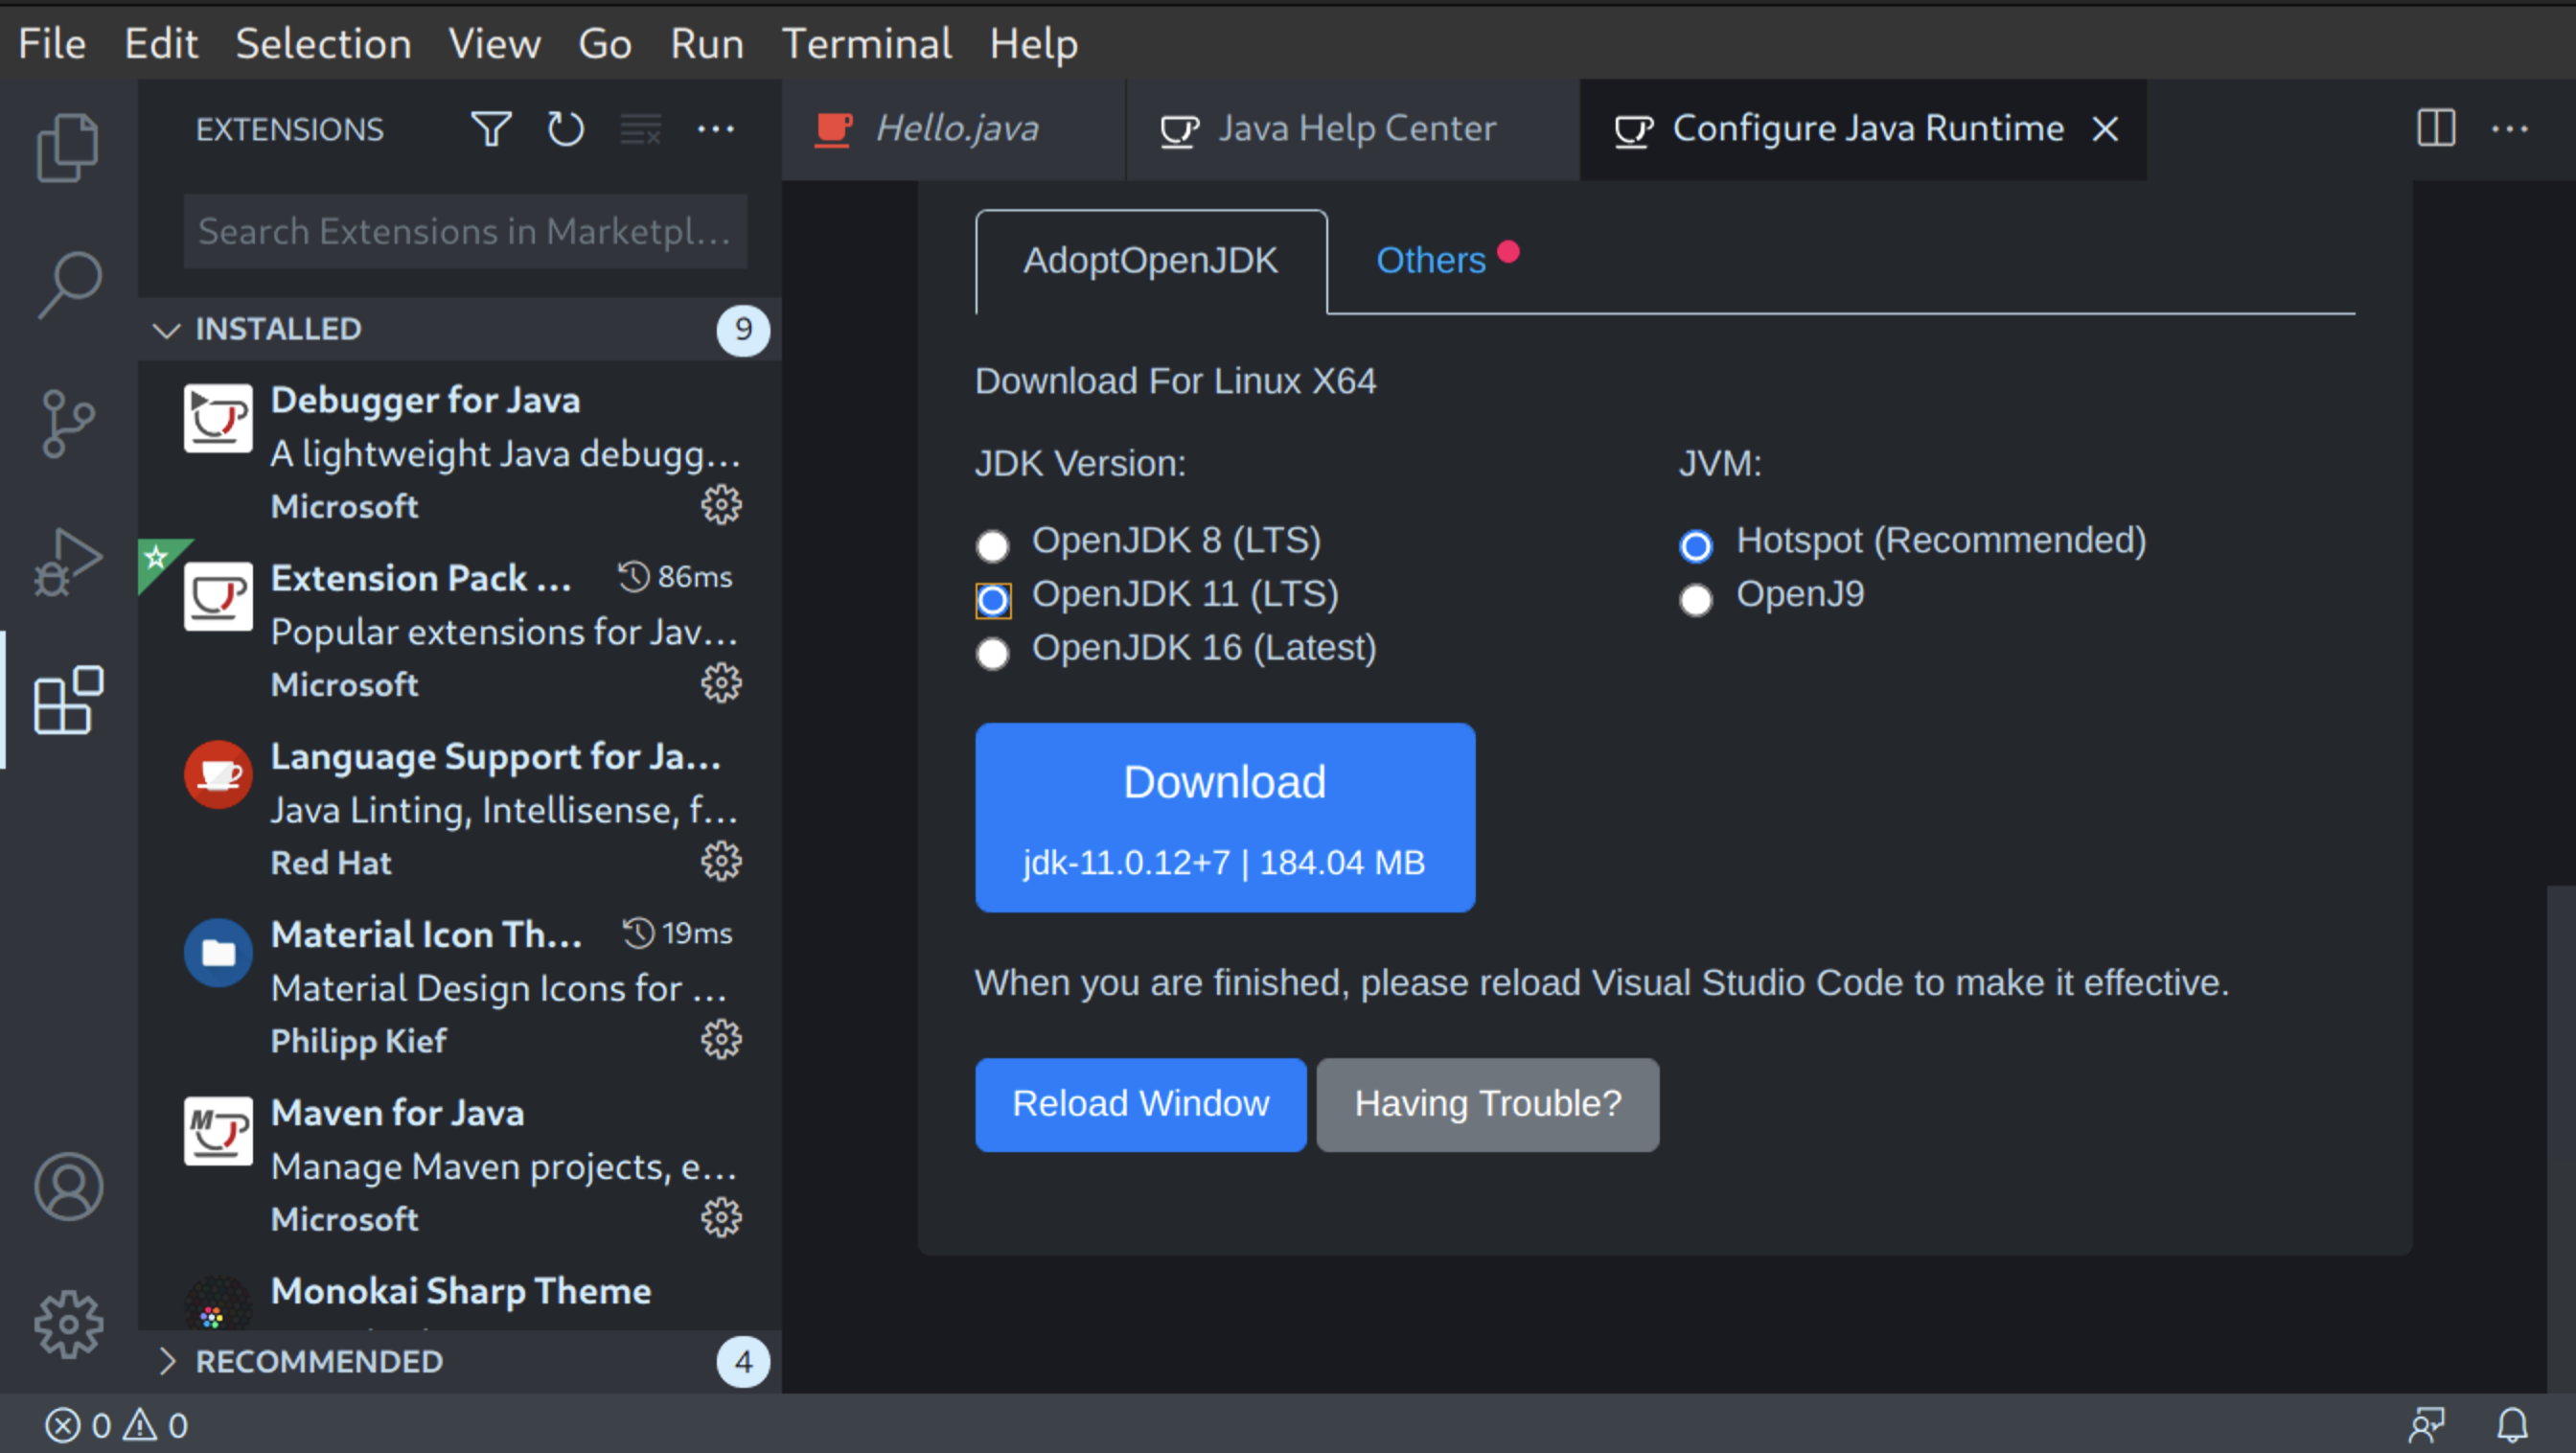 File Edit Selection View Go Run Terminal Help
EXTENSIONS
Search Extensions in Marketpl...
INSTALLED 9
Debugger for Java
A lightweight Java debugg...
Microsoft
Extension Pack ... 86ms
Popular extensions for Jav...
Microsoft
Language Support for Ja...
Java Linting, Intellisense, f...
Red Hat
Material Icon Th... 19ms
Material Design Icons for ...
Philipp Kief
Maven for Java
Manage Maven projects, e...
Microsoft
Monokai Sharp Theme
RECOMMENDED 4
Hello.java Java Help Center Configure Java Runtime
AdoptOpenJDK Others
Download For Linux X64
JDK Version:
OpenJDK 8 (LTS)
OpenJDK 11 (LTS)
OpenJDK 16 (Latest)
JVM:
Hotspot (Recommended)
OpenJ9
Download
jdk-11.0.12+7 | 184.04 MB
When you are finished, please reload Visual Studio Code to make it effective.
Reload Window Having Trouble?
0 0